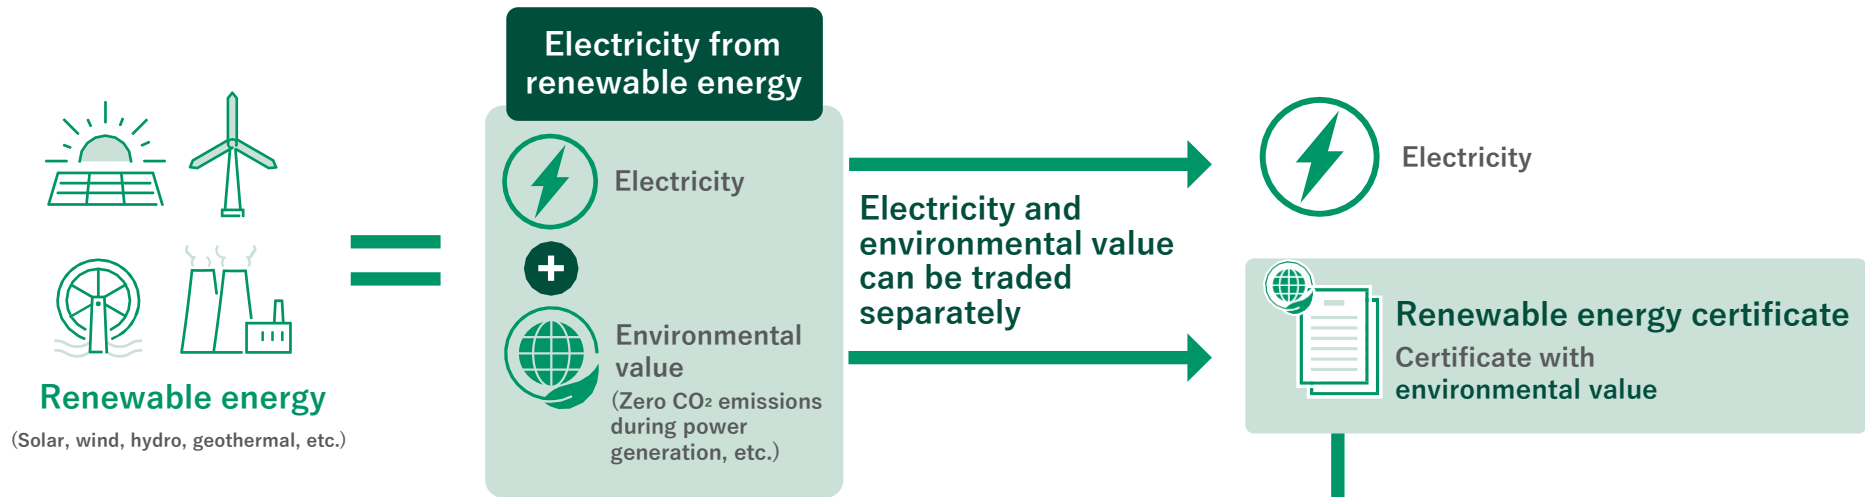 Electricity from
renewable energy
Electricity
+
Environmental
value
(Zero CO₂ emissions
during power
generation, etc.)
Renewable energy
(Solar, wind, hydro, geothermal, etc.)
Electricity and
environmental value
can be traded
separately
Electricity
Renewable energy certificate
Certificate with
environmental value